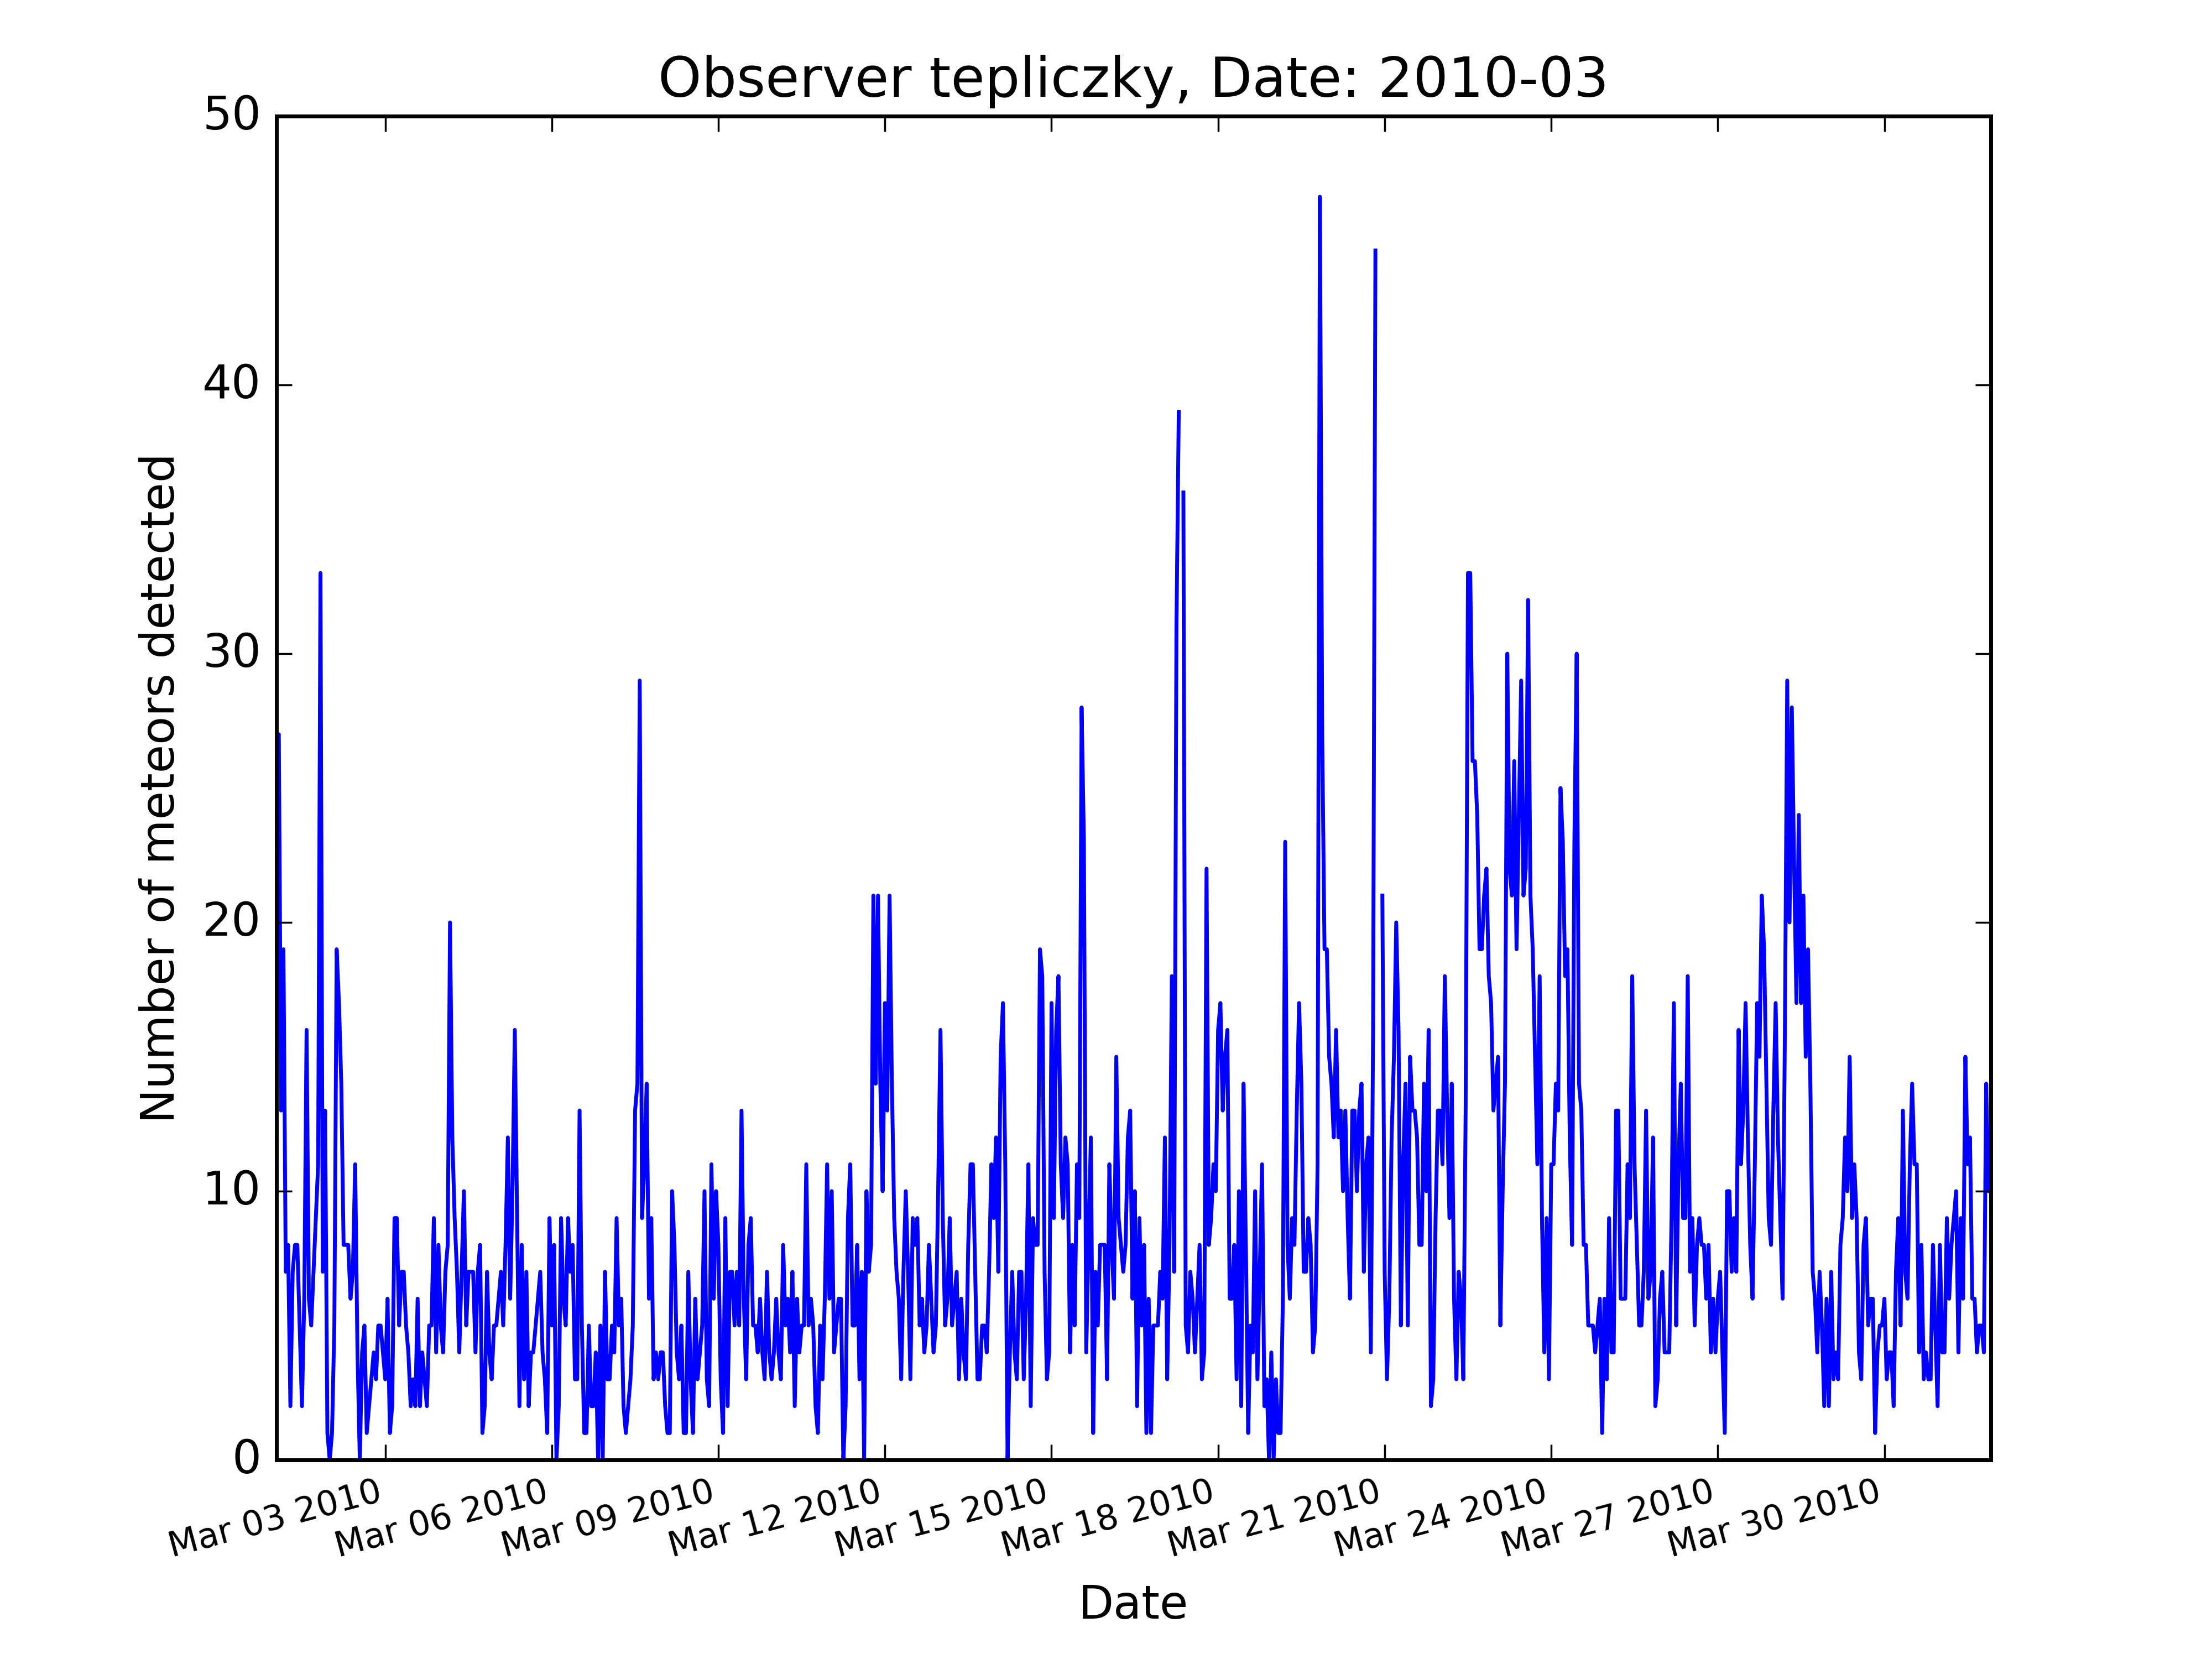 Observer tepliczky, Date: 2010-03
50
40
30
20
10
0
Number of meteors detected
Mar 03 2010
Mar 06 2010
Mar 09 2010
Mar 12 2010
Mar 15 2010
Mar 18 2010
Mar 21 2010
Mar 24 2010
Mar 27 2010
Mar 30 2010
Date